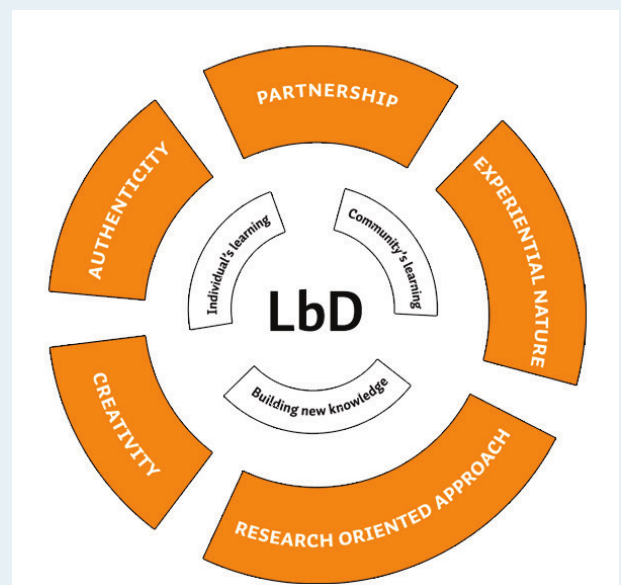 PARTNERSHIP
EXPERIENTIAL NATURE
RESEARCH ORIENTED APPROACH
CREATIVITY
AUTHENTICITY
Individual's learning
Community's learning
Building new knowledge
LbD